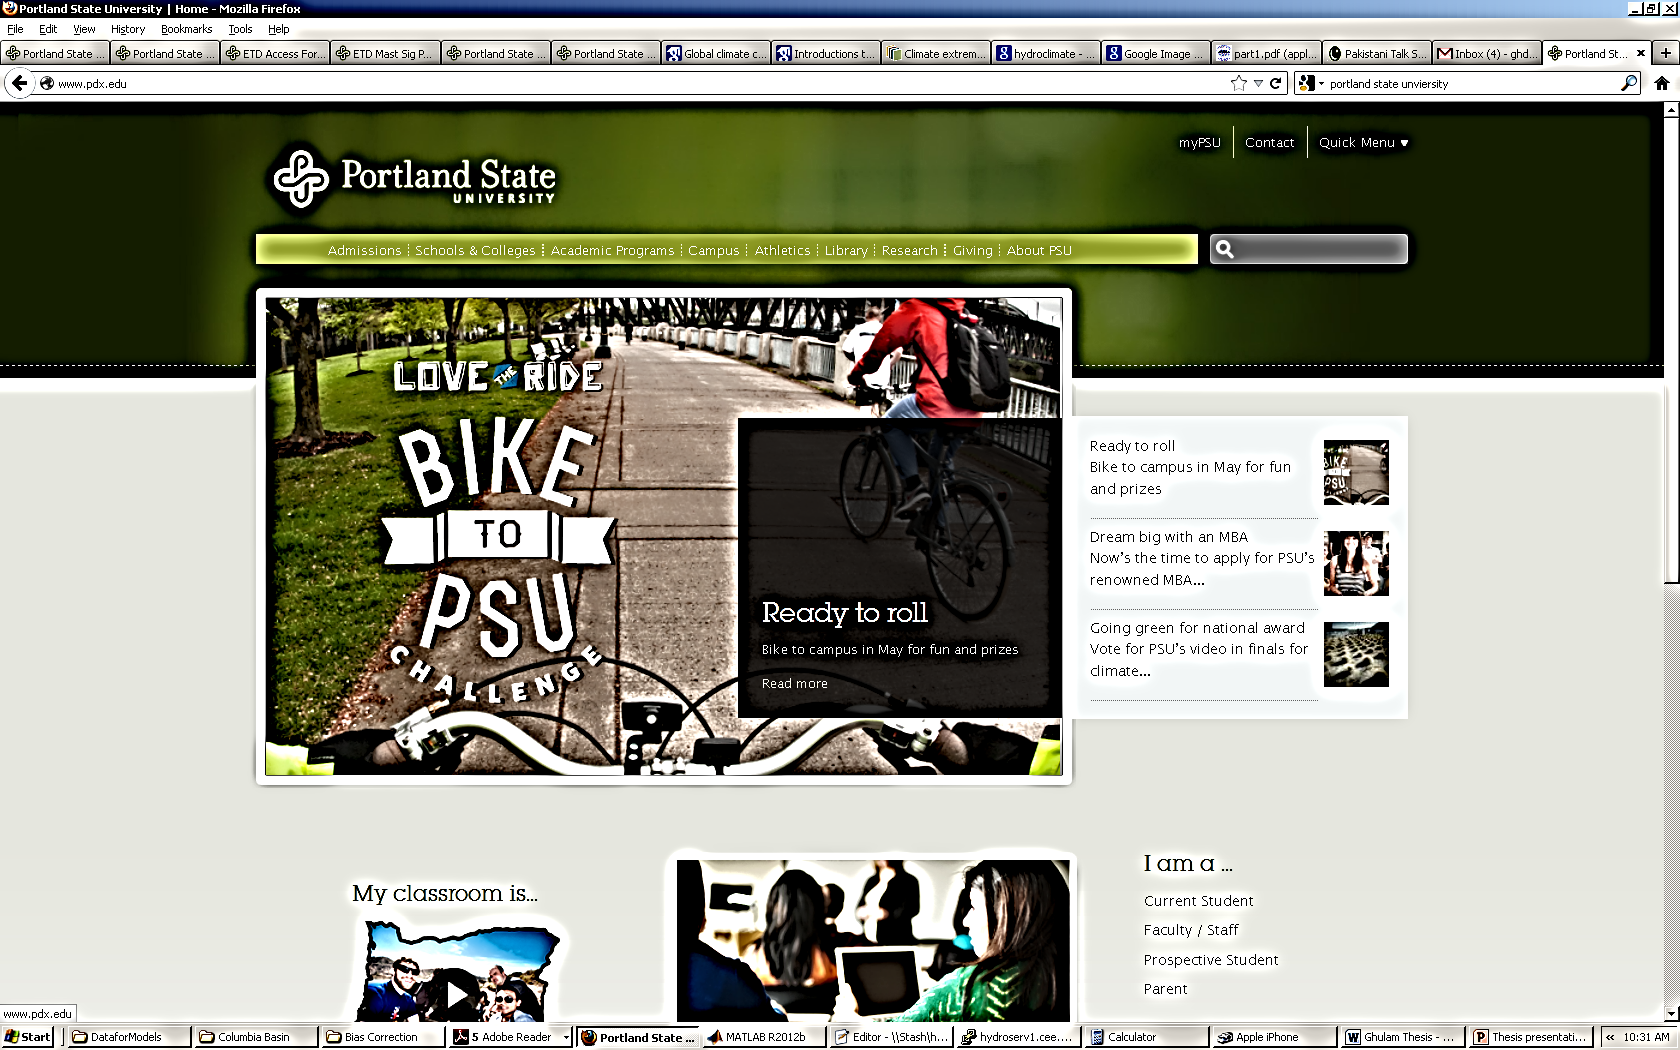 Portland State University | Home - Mozilla Firefox
File Edit View History Bookmarks Tools Help
Portland State ... Portland State ... ETD Access For... ETD Mast Sig P... Portland State ... Portland State ... Global climate c... Introductions t... Climate extrem... hydroclimate - ... Google Image ... part1.pdf (appl... Pakistani Talk S... Inbox (4) - ghd... Portland St...
www.pdx.edu
portland state unviersity
myPSU Contact Quick Menu
Portland State
UNIVERSITY
Admissions Schools & Colleges Academic Programs Campus Athletics Library Research Giving About PSU
LOVE THE RIDE
BIKE
TO
PSU
CHALLENGE
Ready to roll
Bike to campus in May for fun and prizes
Read more
Ready to roll
Bike to campus in May for fun
and prizes
Dream big with an MBA
Now's the time to apply for PSU's
renowned MBA...
Going green for national award
Vote for PSU's video in finals for
climate...
My classroom is...
I am a ...
Current Student
Faculty / Staff
Prospective Student
Parent
www.pdx.edu
Start DataforModels Columbia Basin Bias Correction 5 Adobe Reader Portland State ... MATLAB R2012b Editor - \\Stash\h... hydroserv1.cee.... Calculator Apple iPhone Ghulam Thesis - ... Thesis presentati... « 10:31 AM